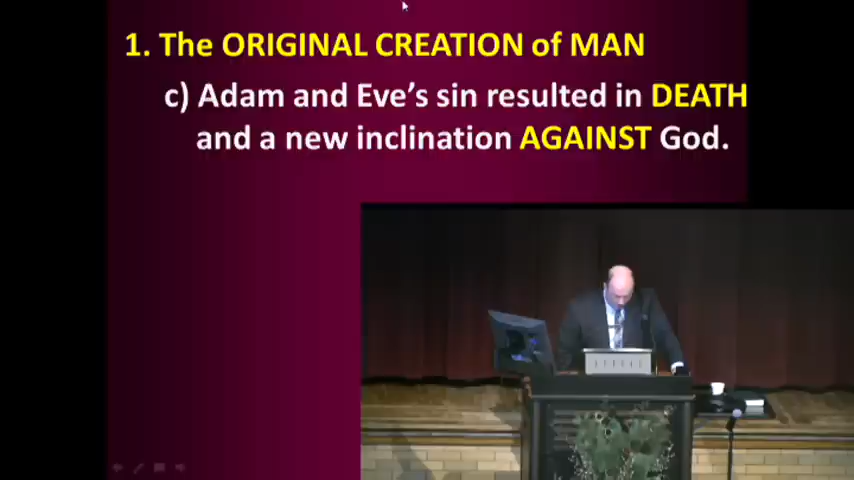 1. The ORIGINAL CREATION of MAN
c) Adam and Eve's sin resulted in DEATH
and a new inclination AGAINST God.